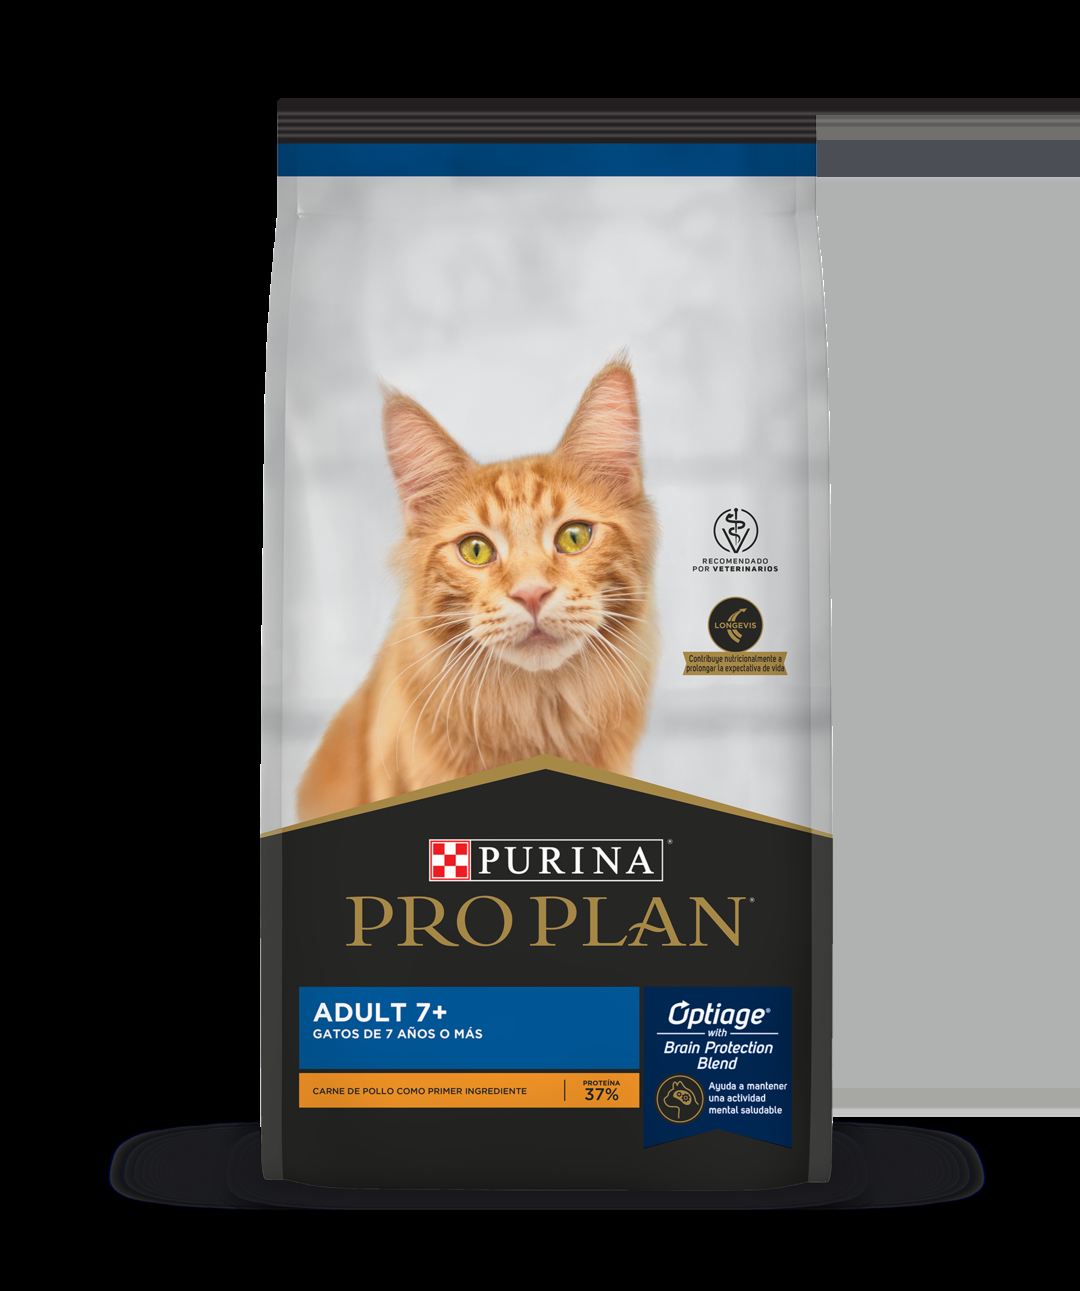 RECOMENDADO
POR VETERINARIOS
LONGEVIS
Contribuye nutricionalmente a
prolongar la expectativa de vida
PURINA®
PRO PLAN®
ADULT 7+
GATOS DE 7 AÑOS O MÁS
CARNE DE POLLO COMO PRIMER INGREDIENTE
PROTEÍNA
37%
Optiage®
with
Brain Protection
Blend
Ayuda a mantener
una actividad
mental saludable